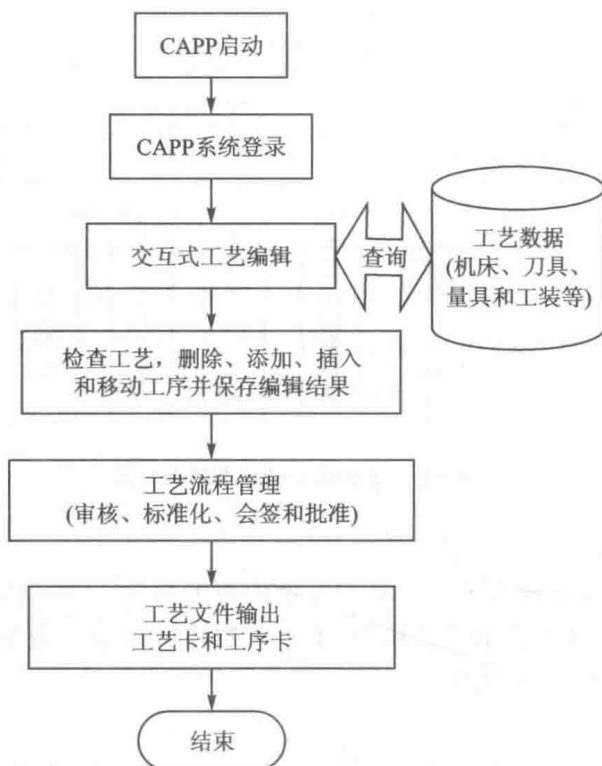 CAPP启动
CAPP系统登录
交互式工艺编辑
查询
工艺数据
(机床、刀具、
量具和工装等)
检查工艺，删除、添加、插入
和移动工序并保存编辑结果
工艺流程管理
(审核、标准化、会签和批准)
工艺文件输出
工艺卡和工序卡
结束